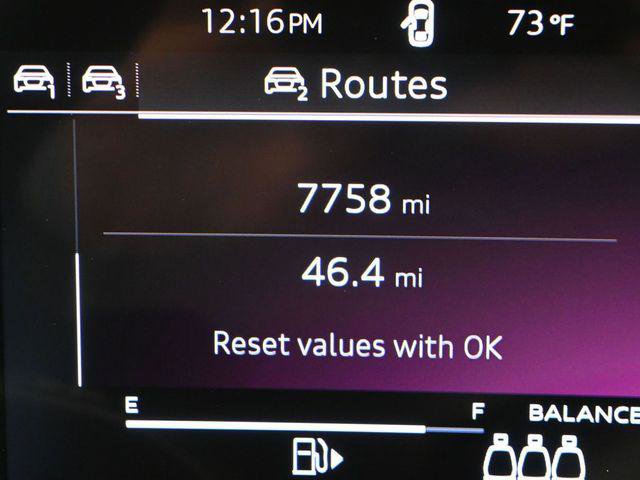 12:16PM 73°F
1 3 2 Routes
7758 mi
46.4 mi
Reset values with OK
E F BALANCE